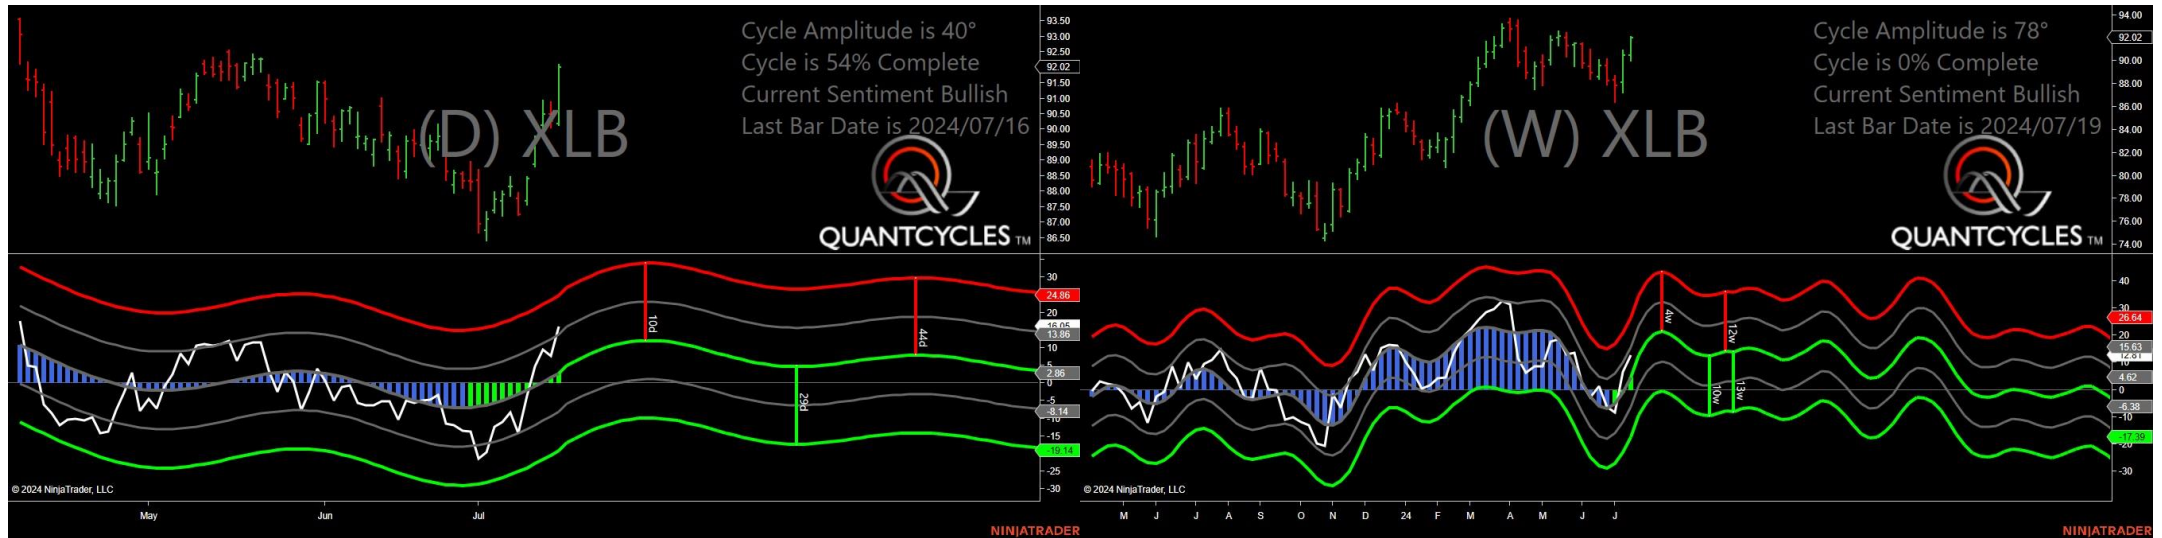 Cycle Amplitude is 40°
Cycle is 54% Complete
Current Sentiment Bullish
Last Bar Date is 2024/07/16
(D) XLB
QUANTCYCLES TM
93.50
93.00
92.50
92.02
91.50
91.00
90.50
90.00
89.50
89.00
88.50
88.00
87.50
87.00
86.50
30
24.86
13.86
10
5
2.86
0
-5
-8.14
-15
-19.14
-25
-30
10d
29d
44d
© 2024 NinjaTrader, LLC
May Jun Jul
NINJATRADER
Cycle Amplitude is 78°
Cycle is 0% Complete
Current Sentiment Bullish
Last Bar Date is 2024/07/19
(W) XLB
QUANTCYCLES TM
94.00
92.02
90.00
88.00
86.00
84.00
82.00
80.00
78.00
76.00
74.00
40
30
26.64
20
15.63
4.62
0
-6.38
-10
-17.39
-30
4w
10w
12w
13w
© 2024 NinjaTrader, LLC
M J J A S O N D 24 F M A M J J
NINJATRADER